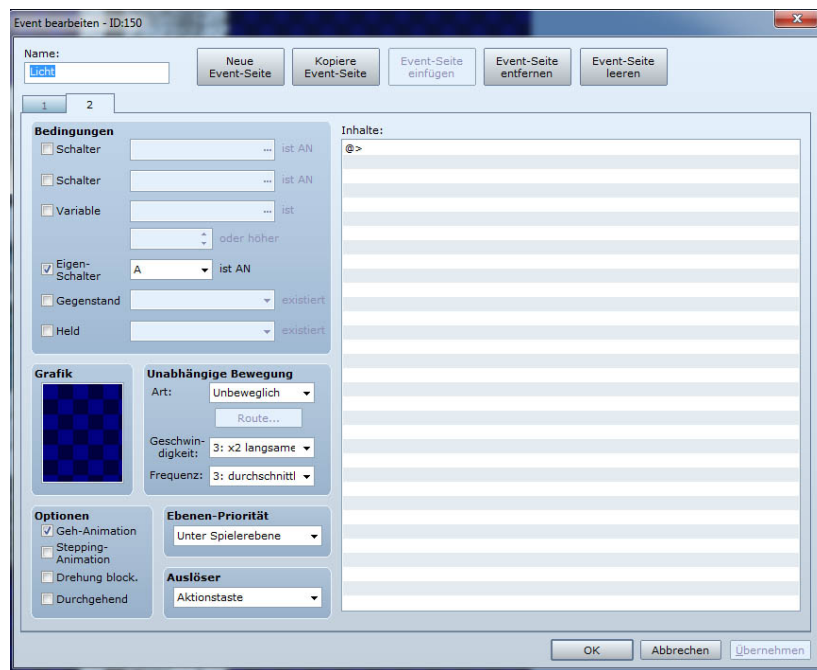 Event bearbeiten - ID:150
Name:
Licht
Neue
Event-Seite
Kopiere
Event-Seite
Event-Seite
einfügen
Event-Seite
entfernen
Event-Seite
leeren
1
2
Bedingungen
Schalter ... ist AN
Schalter ... ist AN
Variable ... ist
oder höher
Eigen-
Schalter
A
ist AN
Gegenstand existiert
Held existiert
Grafik
Unabhängige Bewegung
Art: Unbeweglich
Route...
Geschwin-
digkeit:
3: x2 langsame
Frequenz: 3: durchschnittl
Optionen
Geh-Animation
Stepping-
Animation
Drehung block.
Durchgehend
Ebenen-Priorität
Unter Spielerebene
Auslöser
Aktionstaste
Inhalte:
@>
OK
Abbrechen
Übernehmen